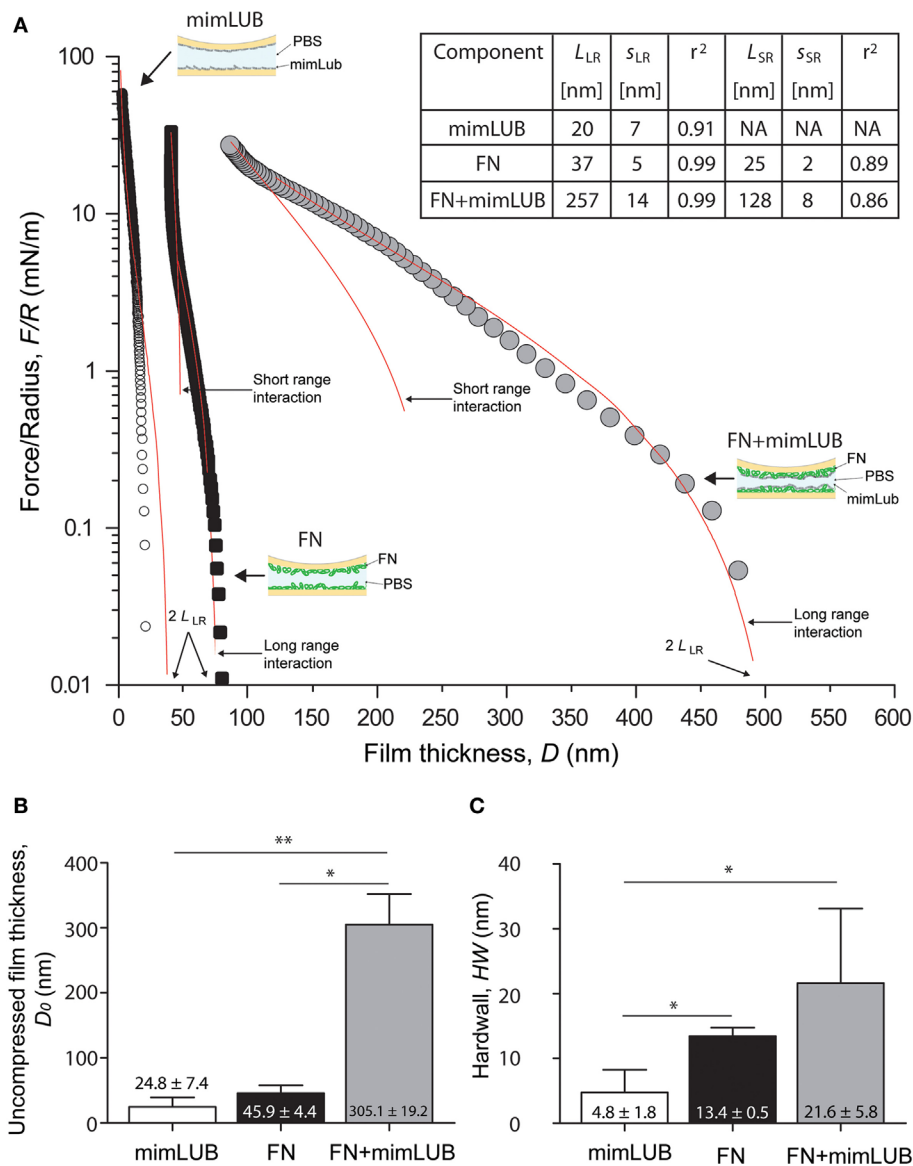 A
mimLUB
PBS
mimLub
Component L LR s LR r² L SR s SR r²
[nm] [nm] [nm] [nm]
mimLUB 20 7 0.91 NA NA NA
FN 37 5 0.99 25 2 0.89
FN+mimLUB 257 14 0.99 128 8 0.86
100
10
1
0.1
0.01
Force/Radius, F/R (mN/m)
Short range
interaction
Short range
interaction
FN+mimLUB
FN
PBS
mimLub
FN
FN
PBS
2 L LR
Long range
interaction
Long range
interaction
2 L LR
0 50 100 150 200 250 300 350 400 450 500 550 600
Film thickness, D (nm)
B
Uncompressed film thickness,
D₀ (nm)
400
300
200
100
0
**
*
24.8 ± 7.4
45.9 ± 4.4
305.1 ± 19.2
mimLUB FN FN+mimLUB
C
Hardwall, HW (nm)
40
30
20
10
0
*
*
4.8 ± 1.8
13.4 ± 0.5
21.6 ± 5.8
mimLUB FN FN+mimLUB